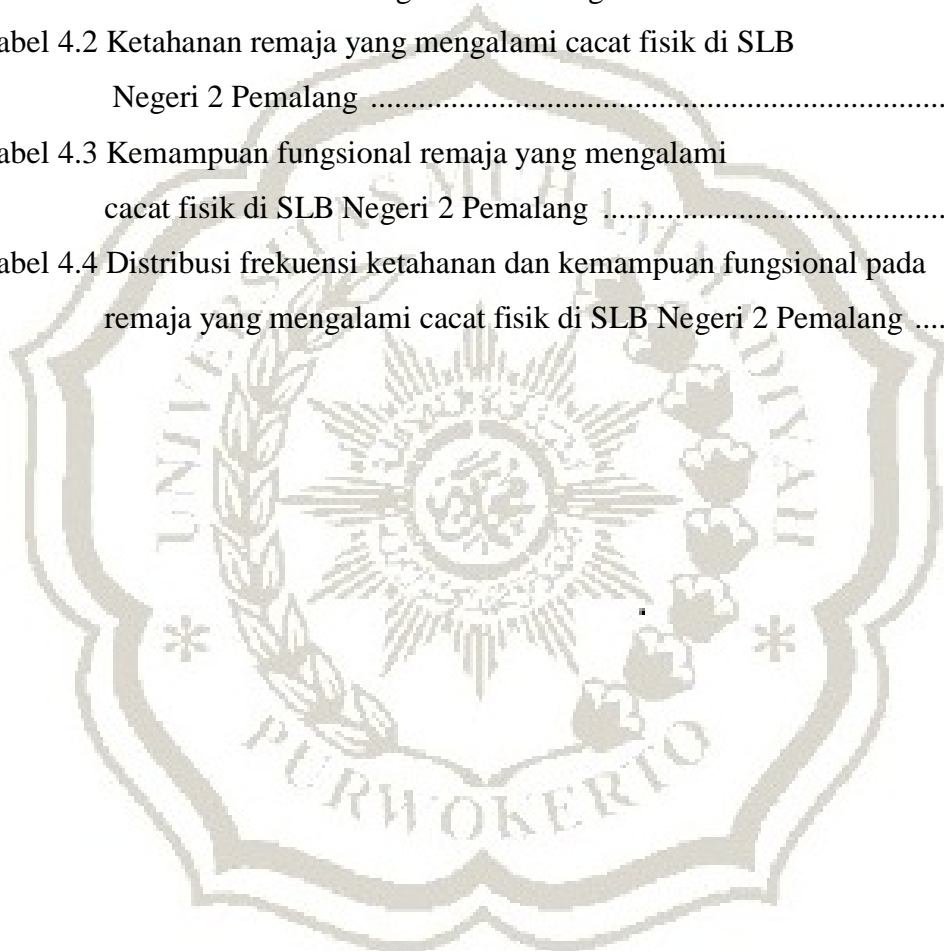 abel 4.2 Ketahanan remaja yang mengalami cacat fisik di SLB
Negeri 2 Pemalang ........................................................................
abel 4.3 Kemampuan fungsional remaja yang mengalami
cacat fisik di SLB Negeri 2 Pemalang ...........................................
abel 4.4 Distribusi frekuensi ketahanan dan kemampuan fungsional pada
remaja yang mengalami cacat fisik di SLB Negeri 2 Pemalang ....
UNIVERSITAS MUHAMMADIYAH
PURWOKERTO